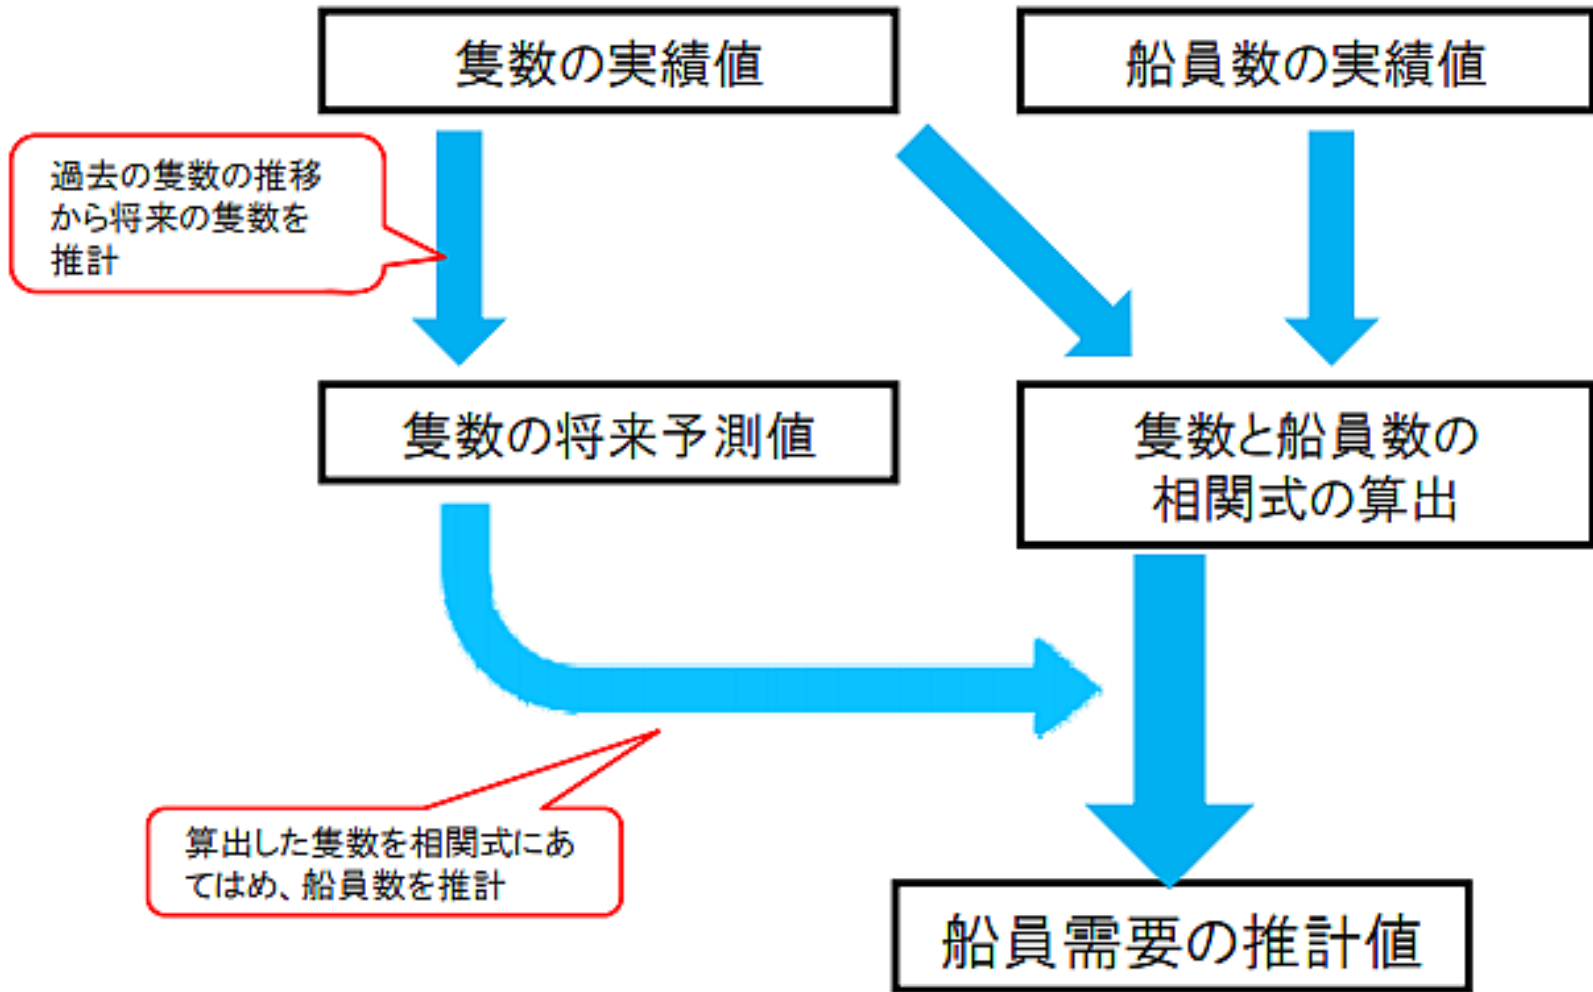 隻数の実績値
船員数の実績値
過去の隻数の推移
から将来の隻数を
推計
隻数の将来予測値
隻数と船員数の
相関式の算出
算出した隻数を相関式にあ
てはめ、船員数を推計
船員需要の推計値